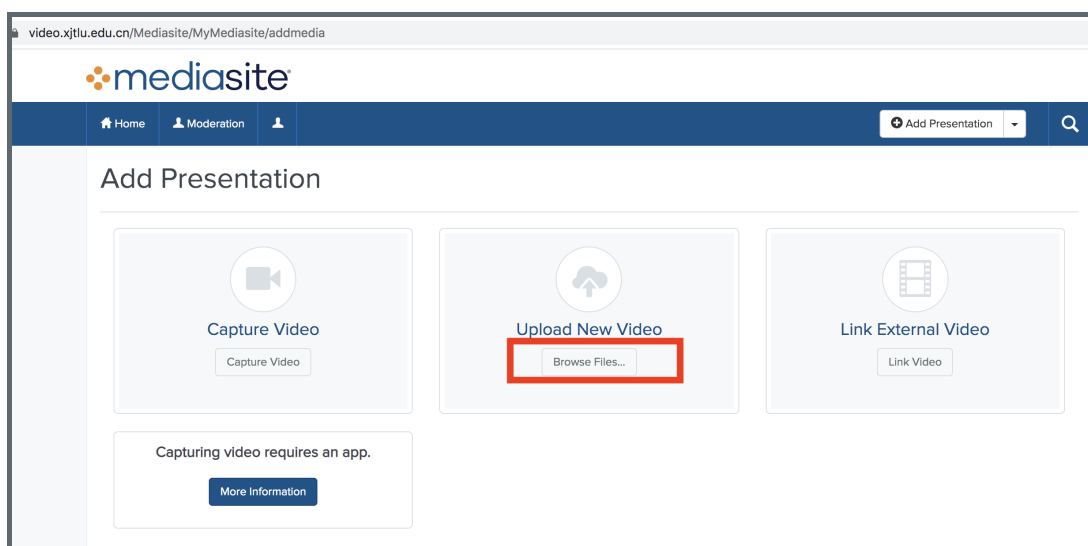 video.xjtlu.edu.cn/Mediasite/MyMediasite/addmedia
mediasite
Home Moderation Add Presentation
Add Presentation
Capture Video Upload New Video Link External Video
Capture Video Browse Files... Link Video
Capturing video requires an app.
More Information